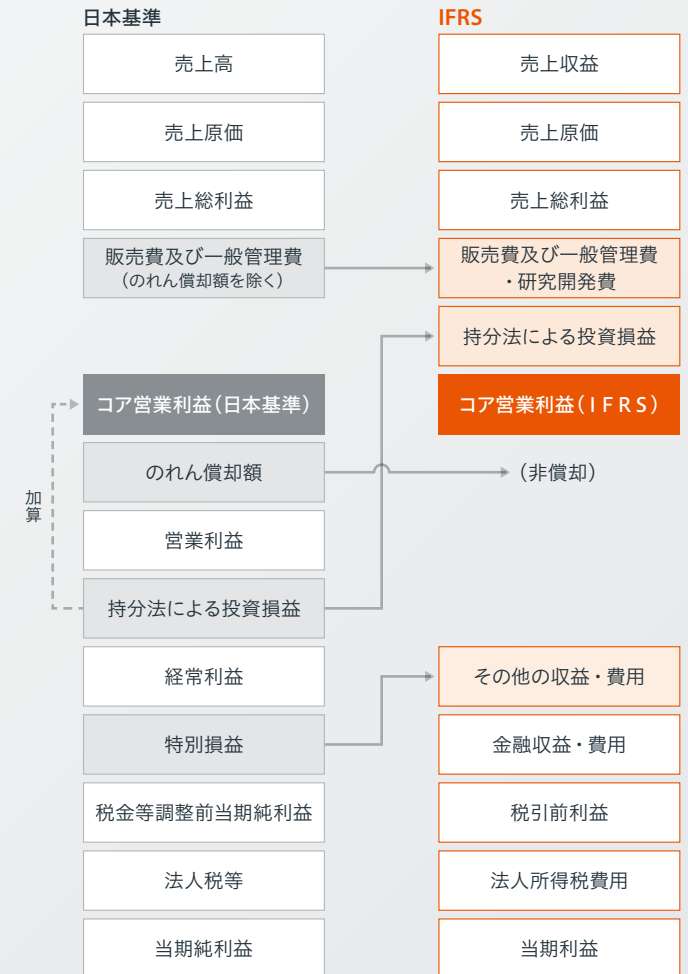 日本基準
売上高
売上原価
売上総利益
販売費及び一般管理費
（のれん償却額を除く）
コア営業利益（日本基準）
のれん償却額
営業利益
持分法による投資損益
経常利益
特別損益
税金等調整前当期純利益
法人税等
当期純利益
加算
IFRS
売上収益
売上原価
売上総利益
販売費及び一般管理費
・研究開発費
持分法による投資損益
コア営業利益（IFRS）
（非償却）
その他の収益・費用
金融収益・費用
税引前利益
法人所得税費用
当期利益